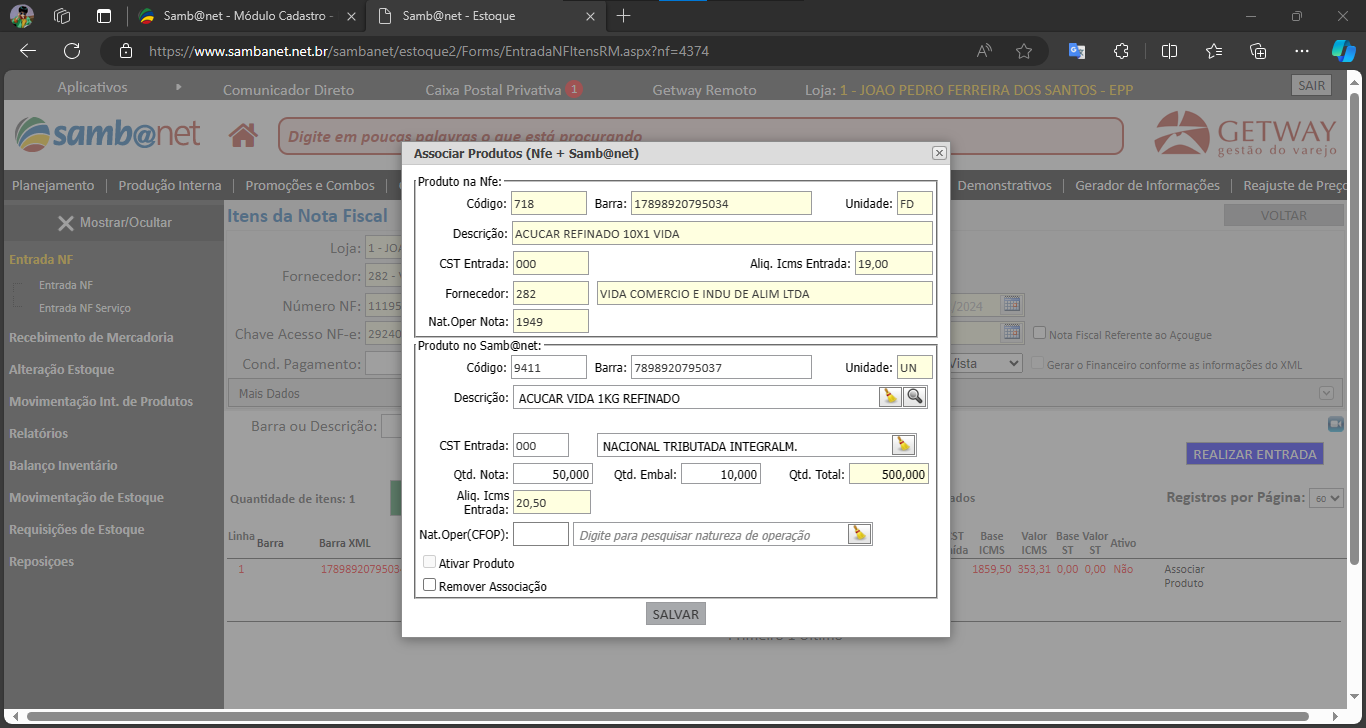 Samb@net - Módulo Cadastro -
Samb@net - Estoque
https://www.sambanet.net.br/sambanet/estoque2/Forms/EntradaNFItensRM.aspx?nf=4374
Aplicativos
Comunicador Direto
Caixa Postal Privativa 1
Getway Remoto
Loja: 1 - JOAO PEDRO FERREIRA DOS SANTOS - EPP
SAIR
samb@net
Digite em poucas palavras o que está procurando
GETWAY
gestão do varejo
Planejamento | Produção Interna | Promoções e Combos |
Demonstrativos | Gerador de Informações | Reajuste de Preço
Mostrar/Ocultar
Entrada NF
Entrada NF
Entrada NF Serviço
Recebimento de Mercadoria
Alteração Estoque
Movimentação Int. de Produtos
Relatórios
Balanço Inventário
Movimentação de Estoque
Requisições de Estoque
Reposiçoes
Itens da Nota Fiscal
VOLTAR
Loja: 1 - JOA
Fornecedor: 282 -
Número NF: 11195
/2024
Chave Acesso NF-e: 29240
Nota Fiscal Referente ao Açougue
Cond. Pagamento:
Vista
Gerar o Financeiro conforme as informações do XML
Mais Dados
Barra ou Descrição:
REALIZAR ENTRADA
Quantidade de itens: 1
ados
Registros por Página: 60
Linha Barra Barra XML
Base ICMS Valor ICMS Base ST Valor ST Ativo
1 1789892079503
1859,50 353,31 0,00 0,00 Não Associar Produto
Primeiro 1 Último
Associar Produtos (Nfe + Samb@net)
Produto na Nfe:
Código: 718 Barra: 17898920795034 Unidade: FD
Descrição: ACUCAR REFINADO 10X1 VIDA
CST Entrada: 000 Aliq. Icms Entrada: 19,00
Fornecedor: 282 VIDA COMERCIO E INDU DE ALIM LTDA
Nat.Oper Nota: 1949
Produto no Samb@net:
Código: 9411 Barra: 7898920795037 Unidade: UN
Descrição: ACUCAR VIDA 1KG REFINADO
CST Entrada: 000 NACIONAL TRIBUTADA INTEGRALM.
Qtd. Nota: 50,000 Qtd. Embal: 10,000 Qtd. Total: 500,000
Aliq. Icms
Entrada: 20,50
Nat.Oper(CFOP): Digite para pesquisar natureza de operação
Ativar Produto
Remover Associação
SALVAR